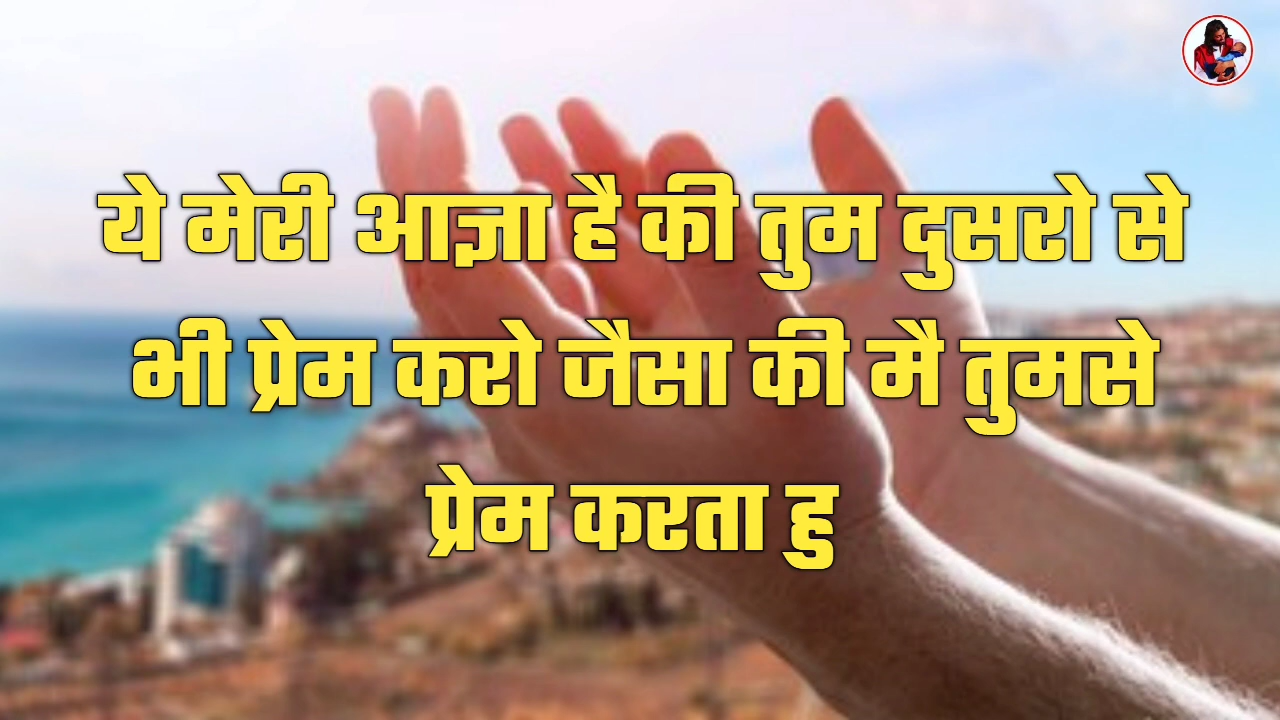 ये मेरी आज्ञा है की तुम दुसरो से
भी प्रेम करो जैसा की मै तुमसे
प्रेम करता हु